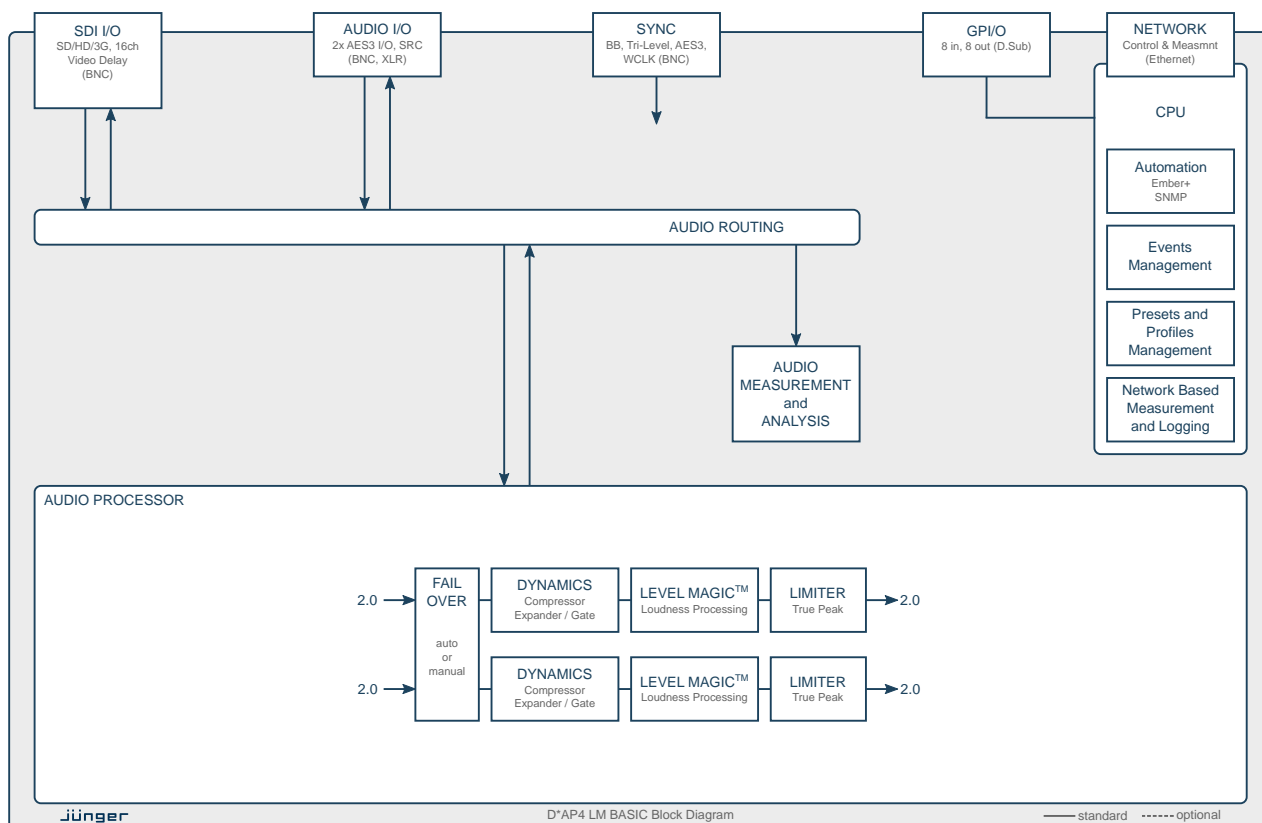 SDI I/O
SD/HD/3G, 16ch
Video Delay
(BNC)
AUDIO I/O
2x AES3 I/O, SRC
(BNC, XLR)
SYNC
BB, Tri-Level, AES3,
WCLK (BNC)
GPI/O
8 in, 8 out (D.Sub)
NETWORK
Control & Measmnt
(Ethernet)
CPU
Automation
Ember+
SNMP
Events
Management
Presets and
Profiles
Management
Network Based
Measurement
and Logging
AUDIO ROUTING
AUDIO
MEASUREMENT
and
ANALYSIS
AUDIO PROCESSOR
2.0
FAIL
OVER
auto
or
manual
DYNAMICS
Compressor
Expander / Gate
LEVEL MAGIC™
Loudness Processing
LIMITER
True Peak
2.0
2.0
DYNAMICS
Compressor
Expander / Gate
LEVEL MAGIC™
Loudness Processing
LIMITER
True Peak
2.0
jünger
D*AP4 LM BASIC Block Diagram
standard
optional